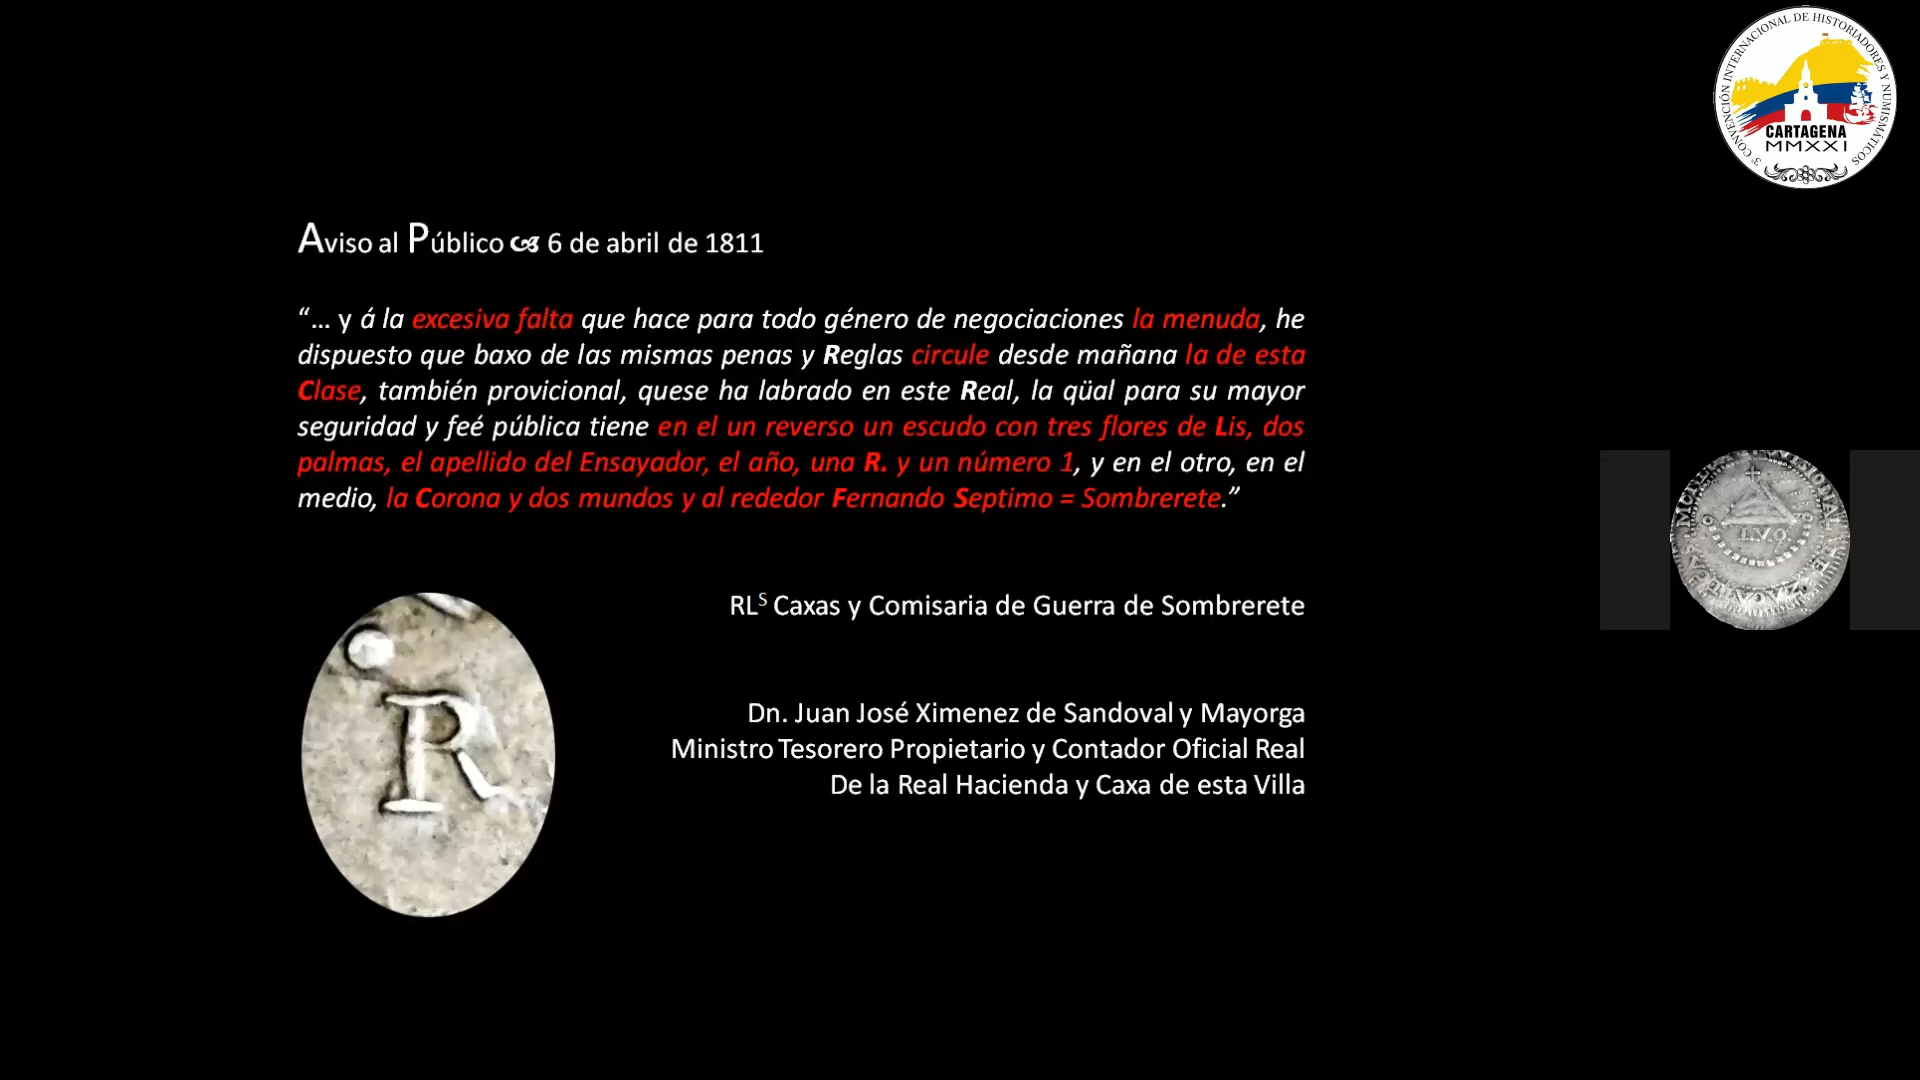 3ª CONVENCIÓN INTERNACIONAL DE HISTORIADORES Y NUMISMÁTICOS
CARTAGENA
MMXXI
Aviso al Público 6 de abril de 1811
“... y á la excesiva falta que hace para todo género de negociaciones la menuda, he
dispuesto que baxo de las mismas penas y Reglas circule desde mañana la de esta
Clase, también provicional, quese ha labrado en este Real, la qüal para su mayor
seguridad y feé pública tiene en el un reverso un escudo con tres flores de Lis, dos
palmas, el apellido del Ensayador, el año, una R. y un número 1, y en el otro, en el
medio, la Corona y dos mundos y al rededor Fernando Septimo = Sombrerete.”
RLS Caxas y Comisaria de Guerra de Sombrerete
Dn. Juan José Ximenez de Sandoval y Mayorga
Ministro Tesorero Propietario y Contador Oficial Real
De la Real Hacienda y Caxa de esta Villa
R
L.V.O.